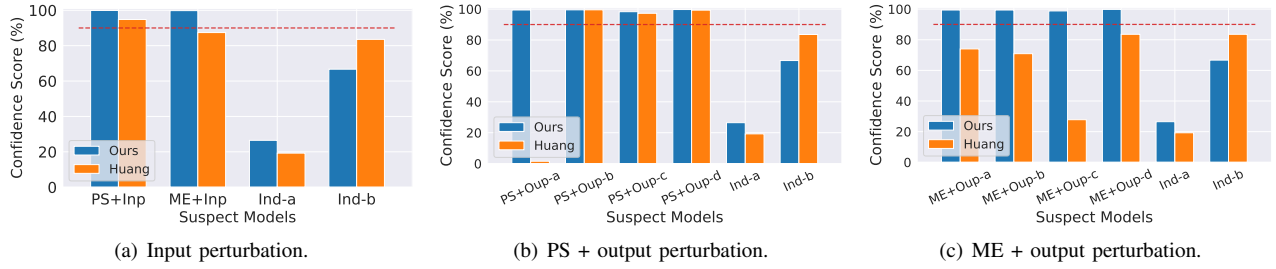 100
80
60
40
20
0
Confidence Score (%)
Ours
Huang
PS+Inp
ME+Inp
Ind-a
Ind-b
Suspect Models
(a) Input perturbation.
100
80
60
40
20
0
Confidence Score (%)
Ours
Huang
PS+Oup-a
PS+Oup-b
PS+Oup-c
PS+Oup-d
Ind-a
Ind-b
Suspect Models
(b) PS + output perturbation.
100
80
60
40
20
0
Confidence Score (%)
Ours
Huang
ME+Oup-a
ME+Oup-b
ME+Oup-c
ME+Oup-d
Ind-a
Ind-b
Suspect Models
(c) ME + output perturbation.